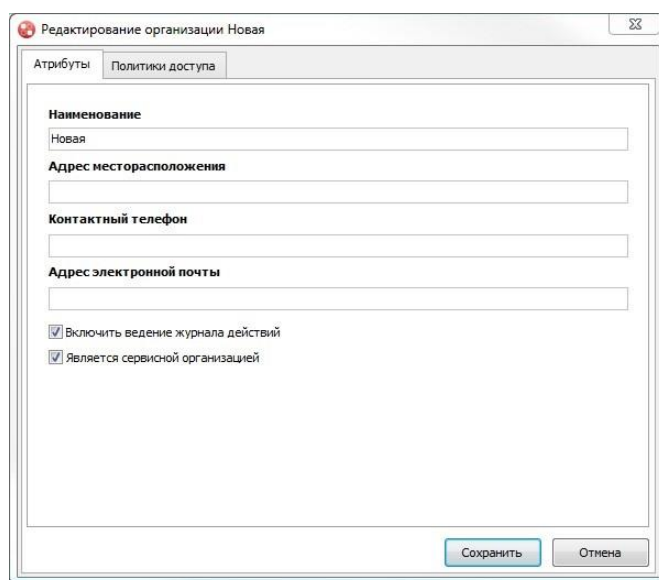 Редактирование организации Новая
Атрибуты Политики доступа
Наименование
Новая
Адрес месторасположения
Контактный телефон
Адрес электронной почты
Включить ведение журнала действий
Является сервисной организацией
Сохранить Отмена